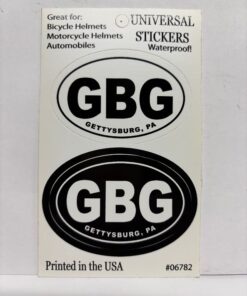 Great for:
Bicycle Helmets
Motorcycle Helmets
Automobiles
UNIVERSAL
STICKERS
Waterproof!
GBG
GETTYSBURG, PA
GBG
GETTYSBURG, PA
Printed in the USA
#06782